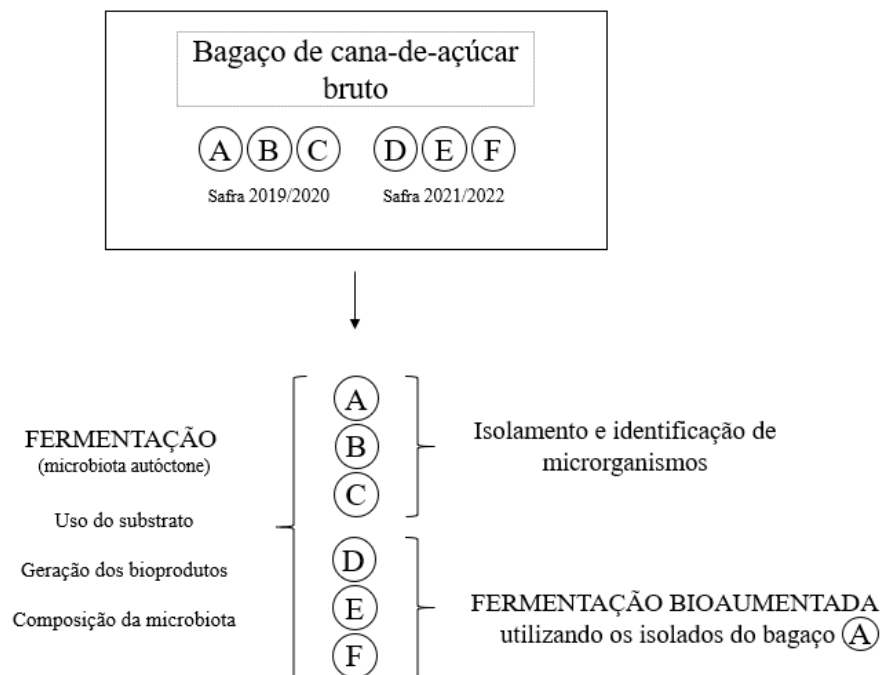 Bagaço de cana-de-açúcar
bruto
A B C D E F
Safra 2019/2020 Safra 2021/2022
FERMENTAÇÃO
(microbiota autóctone)
Uso do substrato
Geração dos bioprodutos
Composição da microbiota
A
B
C
D
E
F
Isolamento e identificação de
microrganismos
FERMENTAÇÃO BIOAUMENTADA
utilizando os isolados do bagaço A